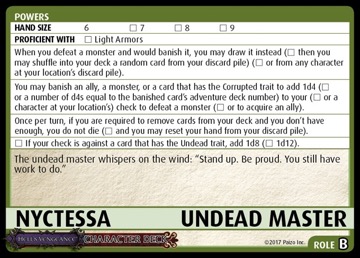 POWERS
HAND SIZE 6 ☐ 7 ☐ 8 ☐ 9
PROFICIENT WITH ☐ Light Armors
When you defeat a monster and would banish it, you may draw it instead (☐ then you
may shuffle into your deck a random card from your discard pile) (☐ or from any character
at your location's discard pile).
You may banish an ally, a monster, or a card that has the Corrupted trait to add 1d4 (☐
or a number of d4s equal to the banished card's adventure deck number) to your (☐ or a
character at your location's) check to defeat a monster (☐ or to acquire an ally).
Once per turn, if you are required to remove cards from your deck and you don't have
enough, you do not die (☐ and you may reset your hand from your discard pile).
☐ If your check is against a card that has the Undead trait, add 1d8 (☐ 1d12).
The undead master whispers on the wind: “Stand up. Be proud. You still have
work to do.”
NYCTESSA UNDEAD MASTER
HELL'S VENGEANCE CHARACTER DECK ©2017 Paizo Inc. ROLE B